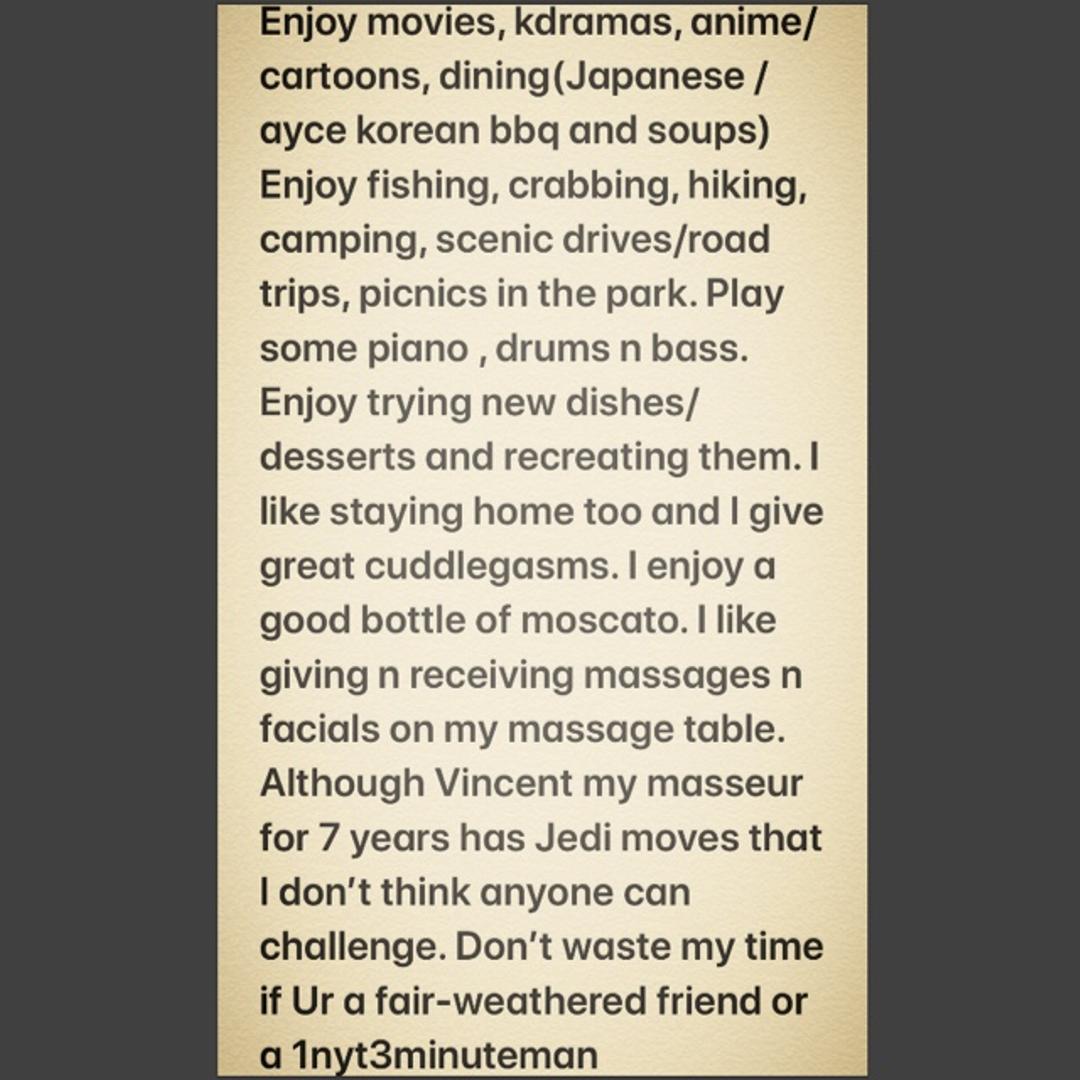 Enjoy movies, kdramas, anime/
cartoons, dining(Japanese /
ayce korean bbq and soups)
Enjoy fishing, crabbing, hiking,
camping, scenic drives/road
trips, picnics in the park. Play
some piano , drums n bass.
Enjoy trying new dishes/
desserts and recreating them. I
like staying home too and I give
great cuddlegasms. I enjoy a
good bottle of moscato. I like
giving n receiving massages n
facials on my massage table.
Although Vincent my masseur
for 7 years has Jedi moves that
I don’t think anyone can
challenge. Don’t waste my time
if Ur a fair-weathered friend or
a 1nyt3minuteman